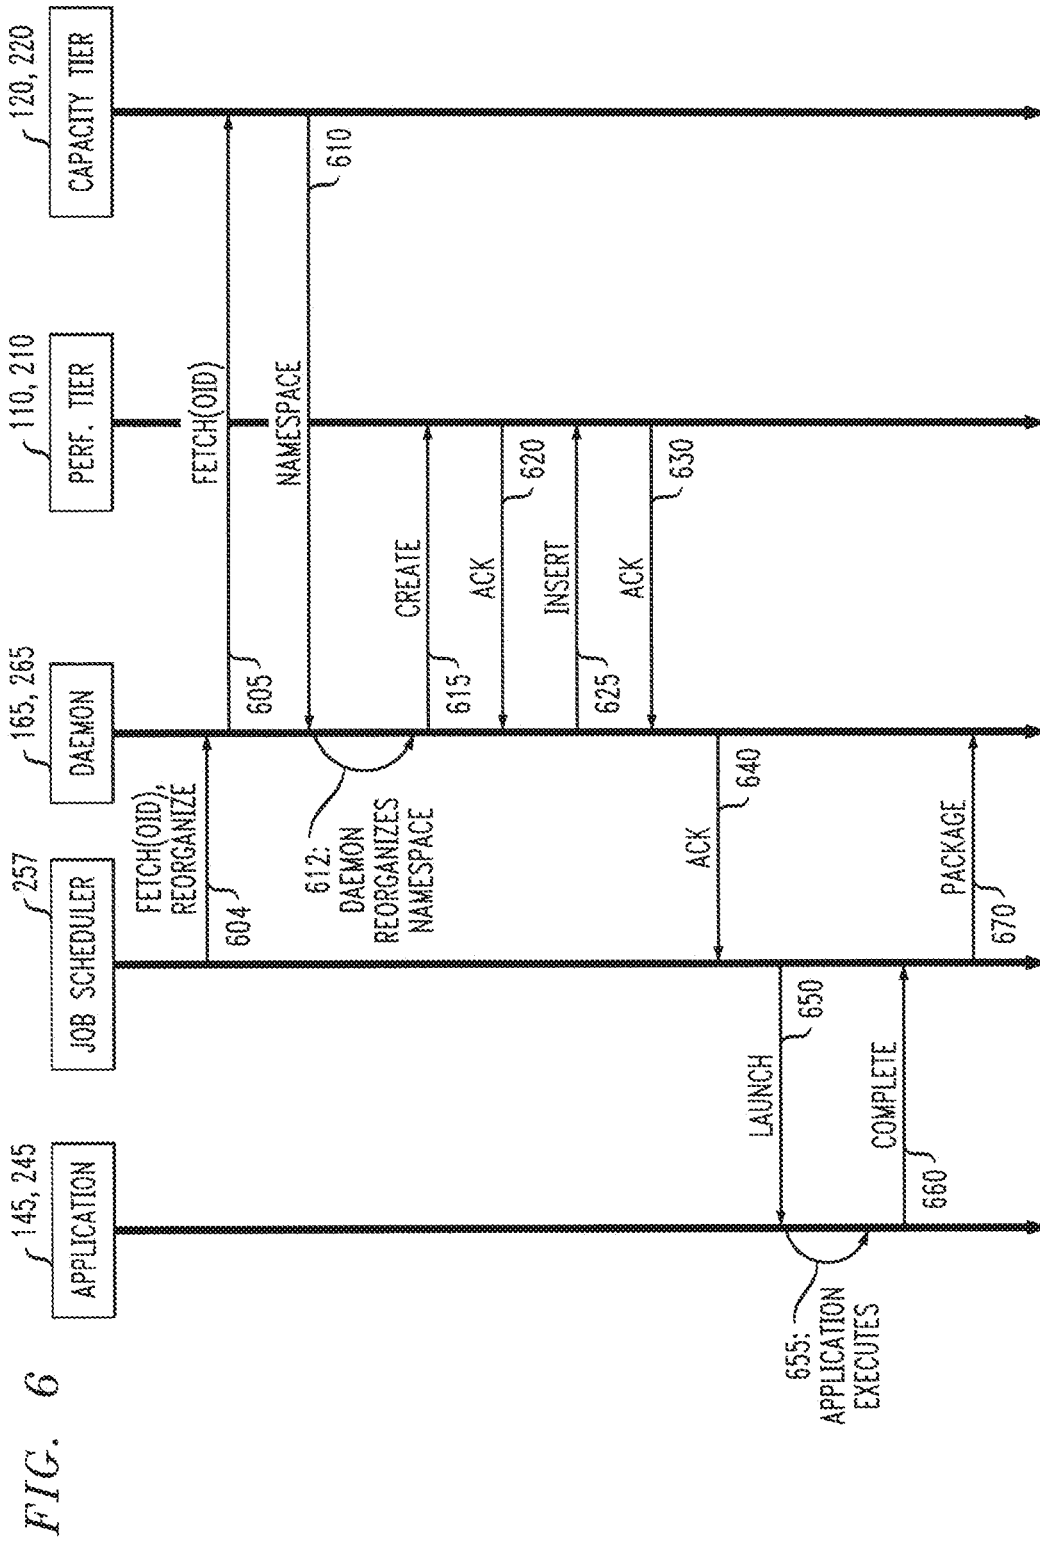 FIG. 6
145, 245
APPLICATION
257
JOB SCHEDULER
165, 265
DAEMON
110, 210
PERF. TIER
120, 220
CAPACITY TIER
FETCH(OID),
REORGANIZE
604
FETCH(OID)
605
NAMESPACE
610
612:
DAEMON
REORGANIZES
NAMESPACE
CREATE
615
ACK
620
INSERT
625
ACK
630
ACK
640
LAUNCH
650
655:
APPLICATION
EXECUTES
COMPLETE
660
PACKAGE
670